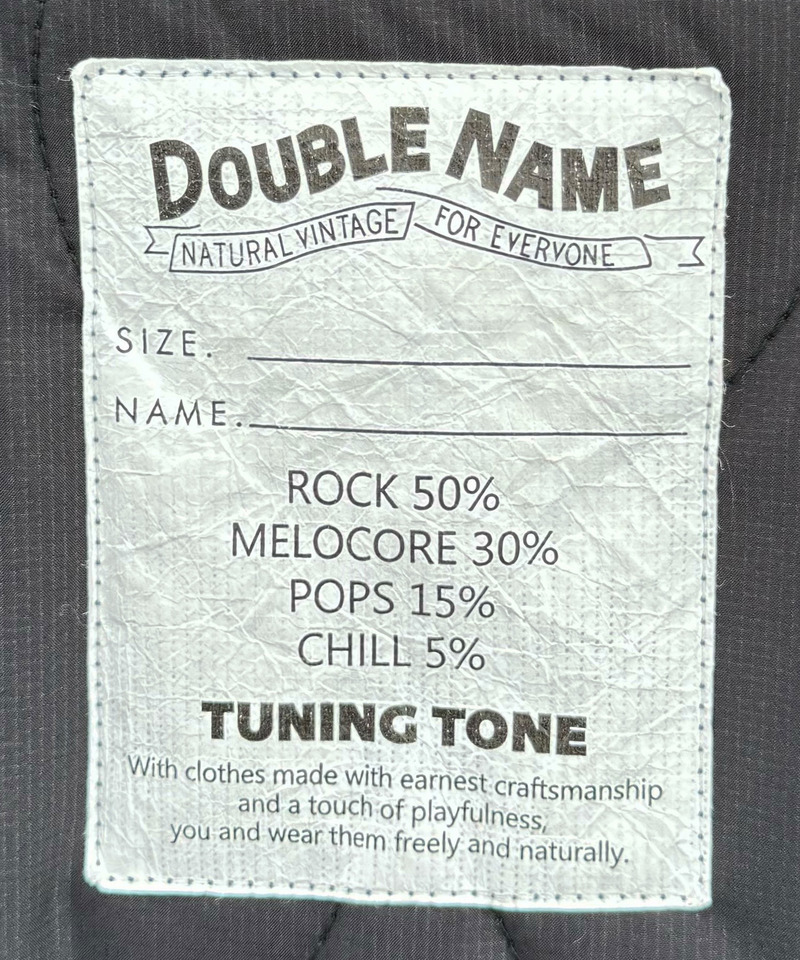 DOUBLE NAME
NATURAL VINTAGE FOR EVERYONE
SIZE.
NAME.
ROCK 50%
MELOCORE 30%
POPS 15%
CHILL 5%
TUNING TONE
With clothes made with earnest craftsmanship
and a touch of playfulness,
you and wear them freely and naturally.